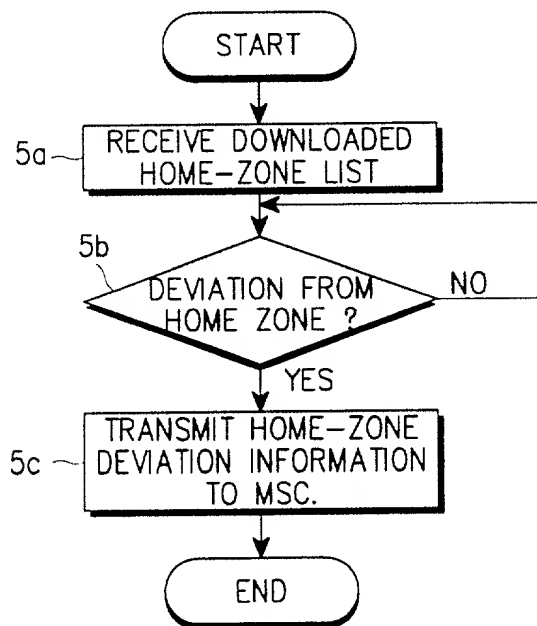 START
5a
RECEIVE DOWNLOADED
HOME-ZONE LIST
5b
DEVIATION FROM
HOME ZONE ?
NO
YES
5c
TRANSMIT HOME-ZONE
DEVIATION INFORMATION
TO MSC.
END